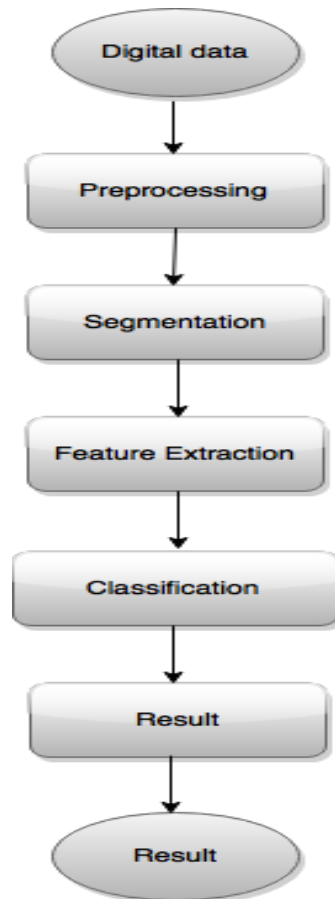 Digital data
Preprocessing
Segmentation
Feature Extraction
Classification
Result
Result